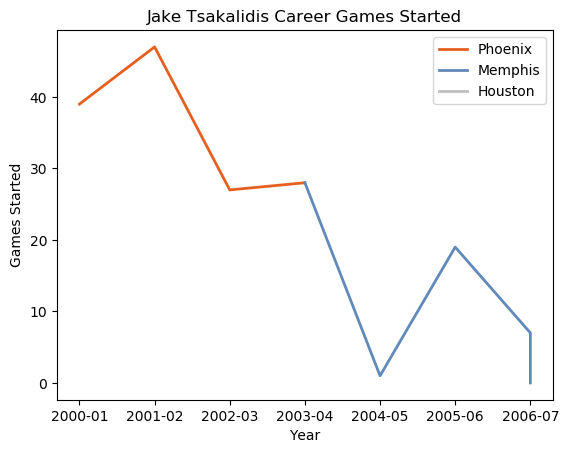 Jake Tsakalidis Career Games Started
Phoenix
Memphis
Houston
Games Started
40
30
20
10
0
2000-01 2001-02 2002-03 2003-04 2004-05 2005-06 2006-07
Year